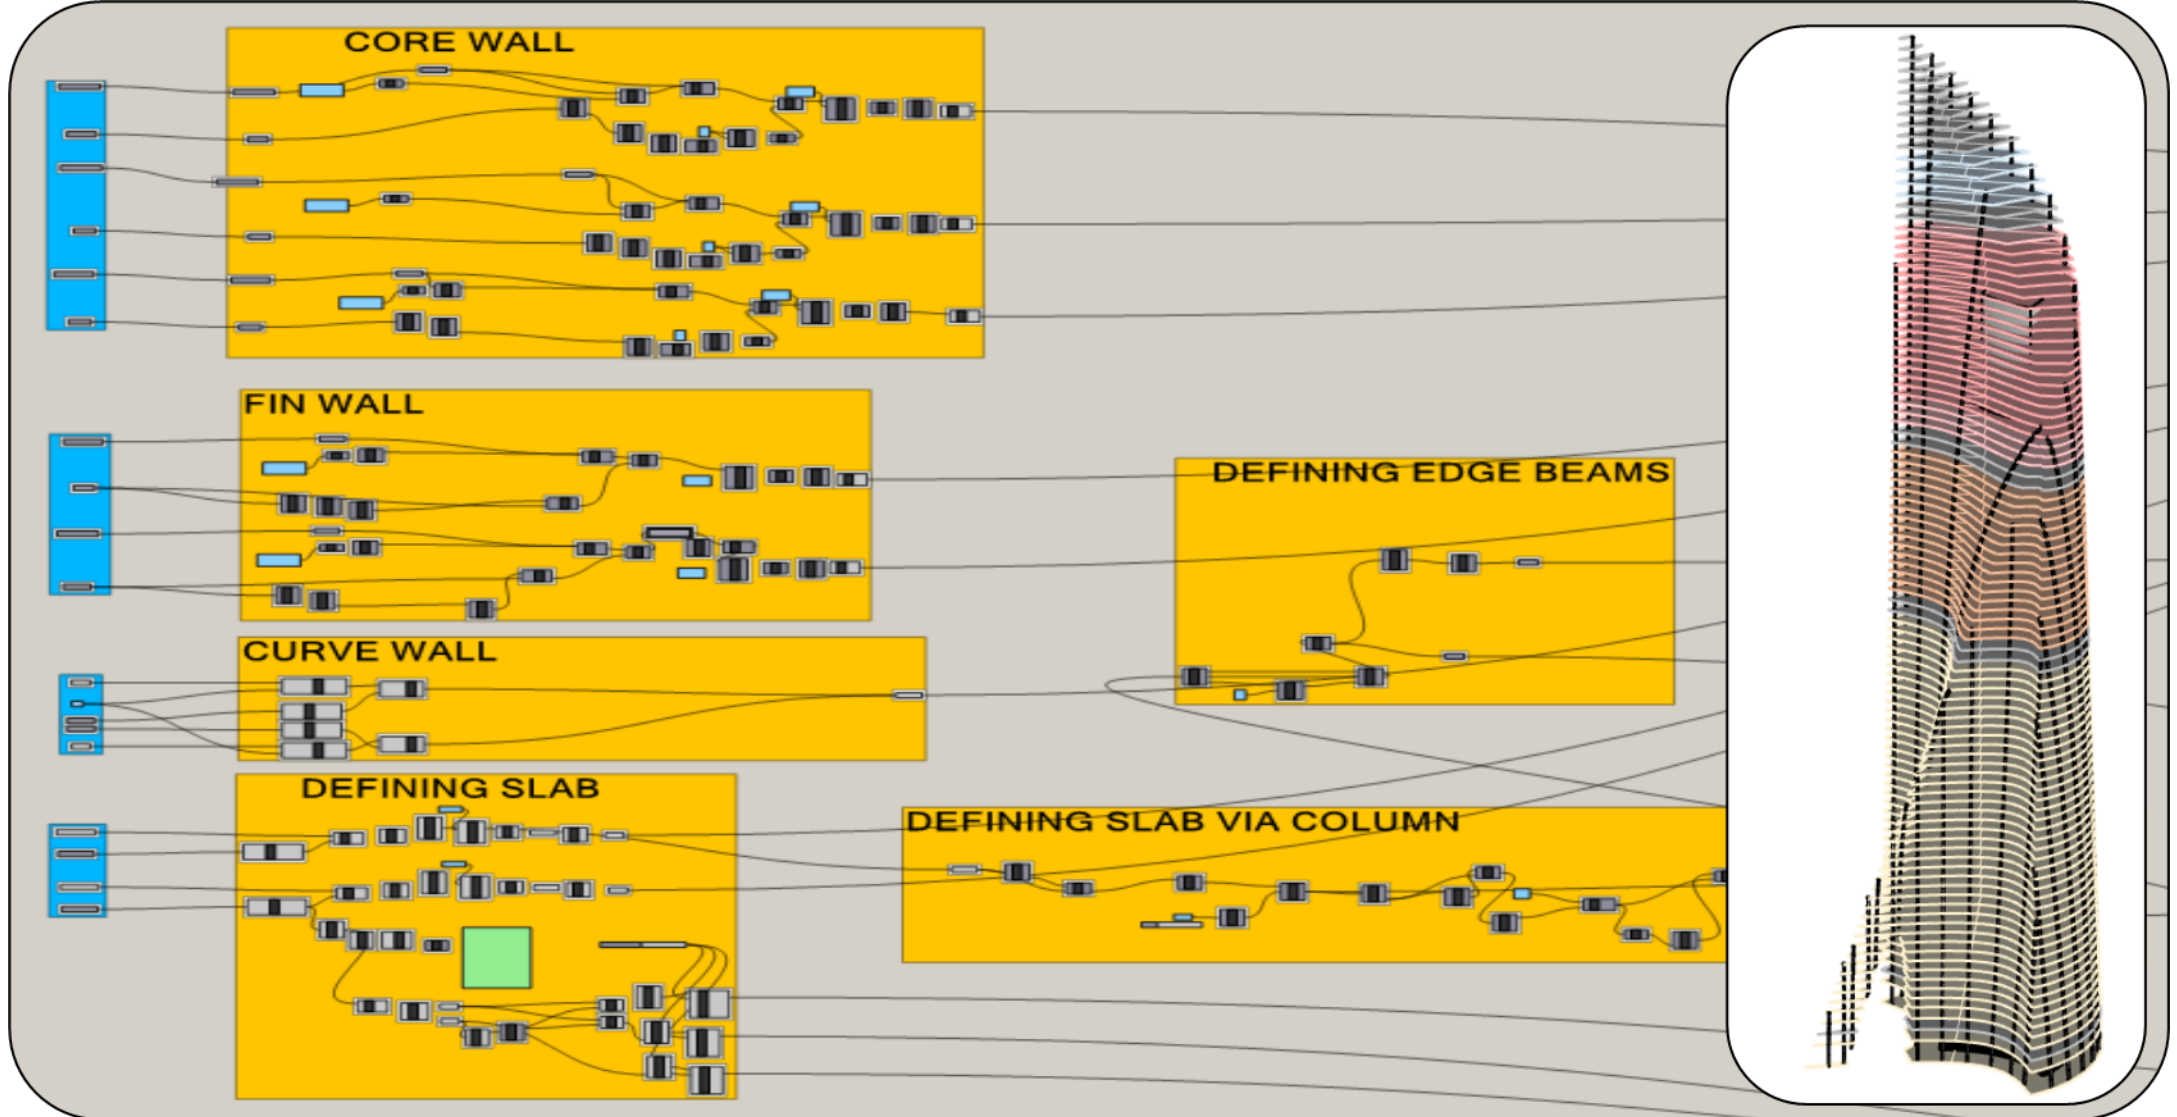 CORE WALL
FIN WALL
DEFINING EDGE BEAMS
CURVE WALL
DEFINING SLAB
DEFINING SLAB VIA COLUMN